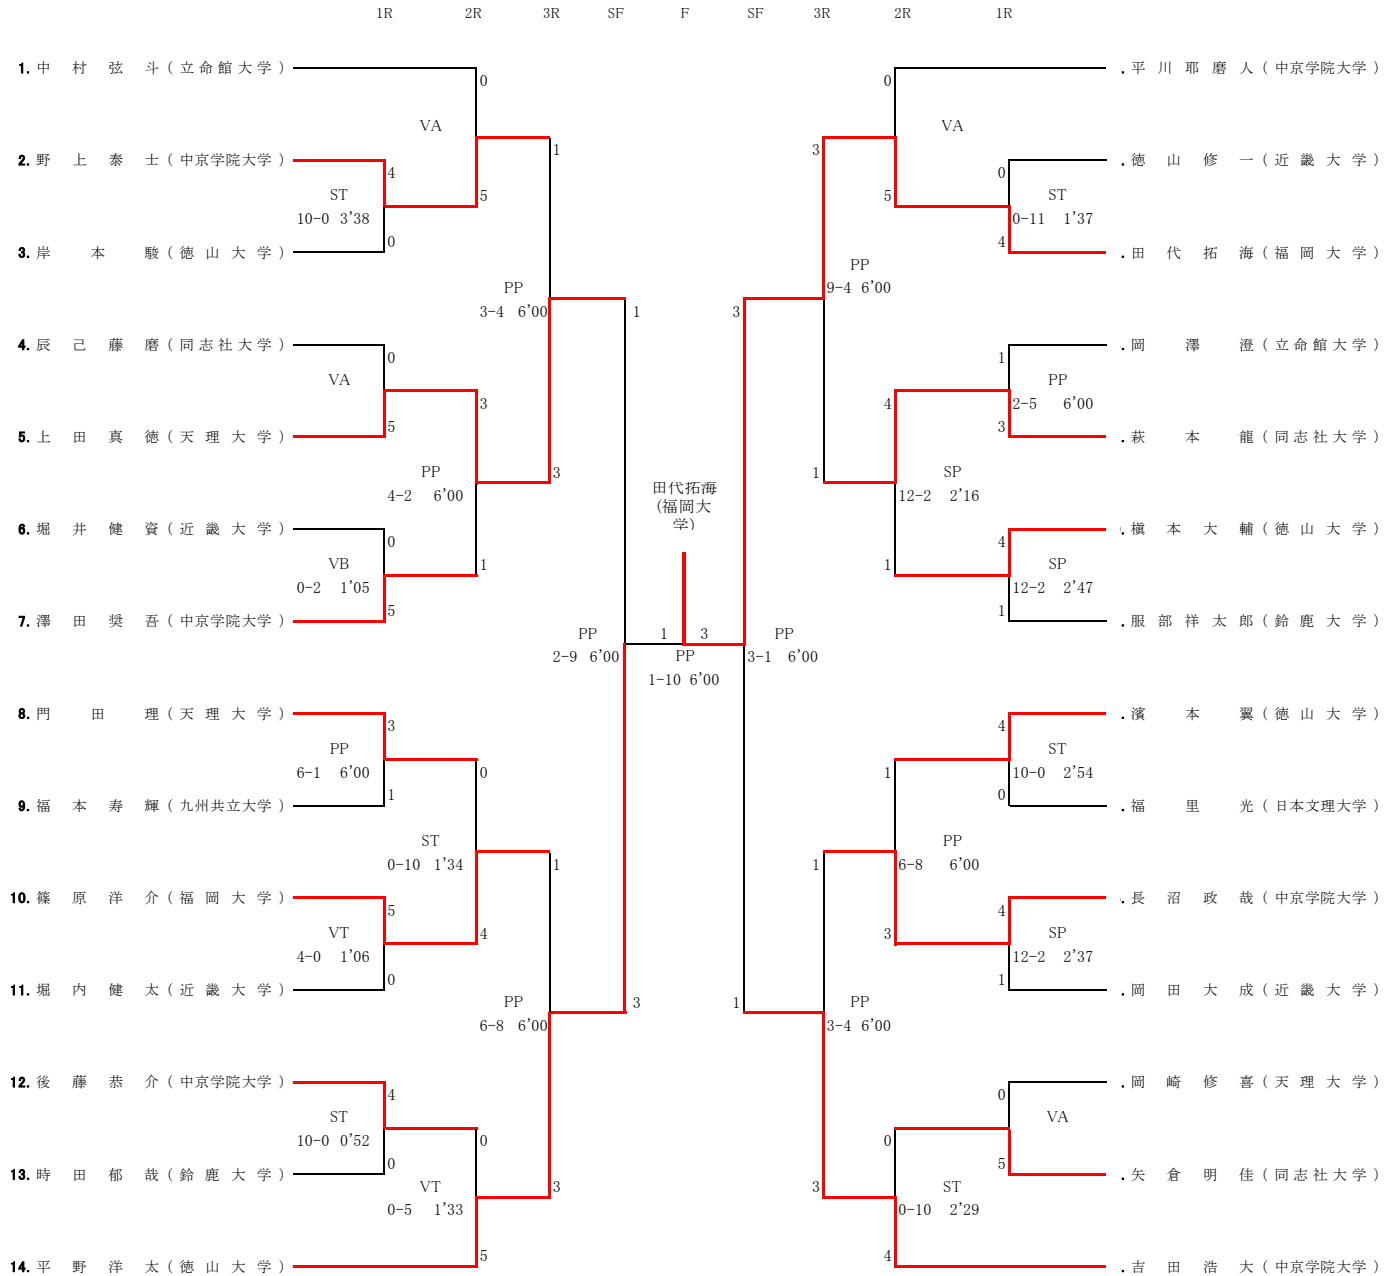 1R 2R 3R SF F SF 3R 2R 1R
1. 中村弦斗(立命館大学) 0 0 . 平川耶磨人(中京学院大学)
VA VA
2. 野上泰士(中京学院大学) 1 3 . 徳山修一(近畿大学)
4 0
ST 5 5 ST
10-0 3'38 0-11 1'37
0 4
3. 岸本駿(徳山大学) . 田代拓海(福岡大学)
PP PP
3-4 6'00 9-4 6'00
1 3
4. 辰己藤磨(同志社大学) . 岡澤澄(立命館大学)
0 1
VA PP
3 4 2-5 6'00
5 3
5. 上田真徳(天理大学) . 萩本龍(同志社大学)
PP 3 1 SP
4-2 6'00 田代拓海 12-2 2'16
(福岡大
学)
6. 堀井健資(近畿大学) . 槇本大輔(徳山大学)
0 4
VB 1 1 SP
0-2 1'05 12-2 2'47
5 1
7. 澤田奨吾(中京学院大学) . 服部祥太郎(鈴鹿大学)
PP 1 3 PP
2-9 6'00 PP 3-1 6'00
1-10 6'00
8. 門田理(天理大学) . 濱本翼(徳山大学)
3 4
PP ST
6-1 6'00 0 1 10-0 2'54
1 0
9. 福本寿輝(九州共立大学) . 福里光(日本文理大学)
ST PP
0-10 1'34 1 1 6-8 6'00
10. 篠原洋介(福岡大学) . 長沼政哉(中京学院大学)
5 4
VT 4 3 SP
4-0 1'06 12-2 2'37
0 1
11. 堀内健太(近畿大学) . 岡田大成(近畿大学)
PP 3 1 PP
6-8 6'00 3-4 6'00
12. 後藤恭介(中京学院大学) . 岡崎修喜(天理大学)
4 0
ST VA
10-0 0'52 0 0
0 5
13. 時田郁哉(鈴鹿大学) . 矢倉明佳(同志社大学)
VT 3 3 ST
0-5 1'33 0-10 2'29
5 4
14. 平野洋太(徳山大学) . 吉田浩大(中京学院大学)